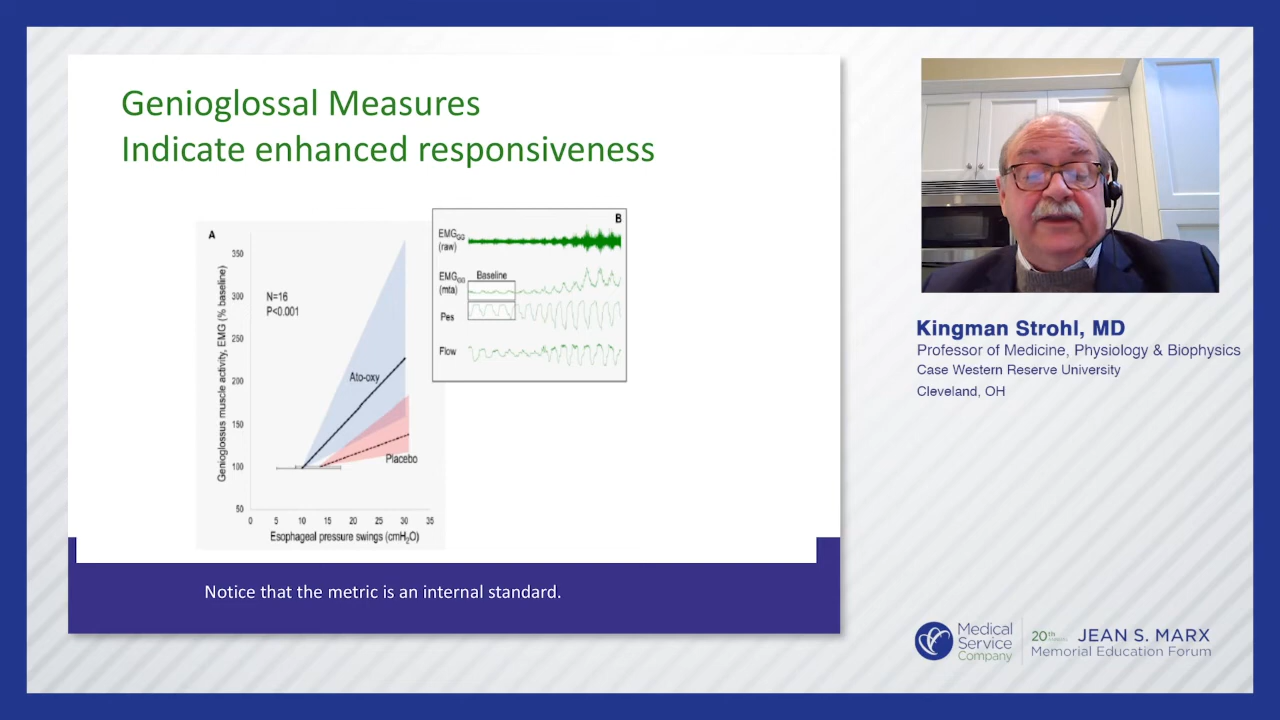 Genioglossal Measures
Indicate enhanced responsiveness
A
Genioglossus muscle activity, EMG (% baseline)
350
300
250
200
150
100
50
N=16
P<0.001
Ato-oxy
Placebo
0 5 10 15 20 25 30 35
Esophageal pressure swings (cmH₂O)
B
EMG_GG
(raw)
Baseline
EMG_GG
(mta)
Pes
Flow
Notice that the metric is an internal standard.
Kingman Strohl, MD
Professor of Medicine, Physiology & Biophysics
Case Western Reserve University
Cleveland, OH
Medical
Service
Company
20th
JEAN S. MARX
Memorial Education Forum